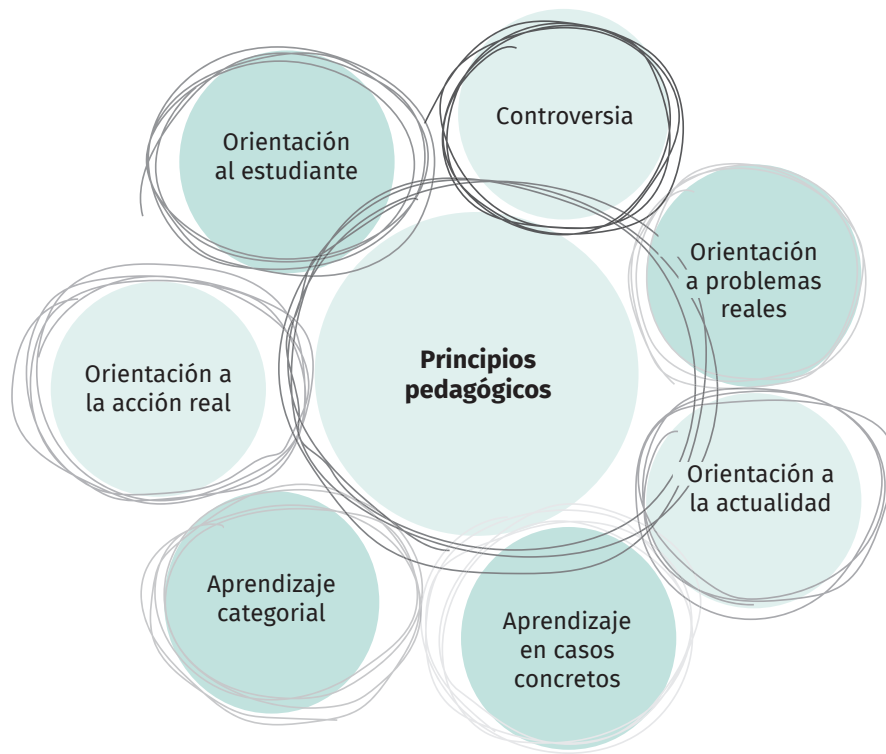 Controversia
Orientación
al estudiante
Orientación
a problemas
reales
Principios
pedagógicos
Orientación a
la acción real
Orientación a
la actualidad
Aprendizaje
categorial
Aprendizaje
en casos
concretos